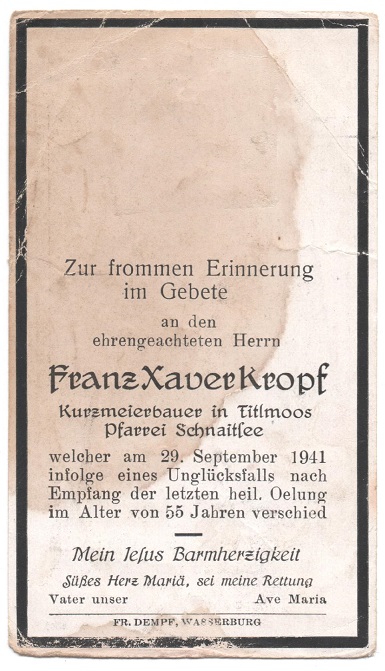 Zur frommen Erinnerung
im Gebete
an den
ehrengeachteten Herrn
Franz Xaver Kropf
Kurzmeierbauer in Titlmoos
Pfarrei Schnaitsee
welcher am 29. September 1941
infolge eines Unglücksfalls nach
Empfang der letzten heil. Oelung
im Alter von 55 Jahren verschied
Mein Jesus Barmherzigkeit
Süßes Herz Mariä, sei meine Rettung
Vater unser Ave Maria
FR. DEMPF, WASSERBURG